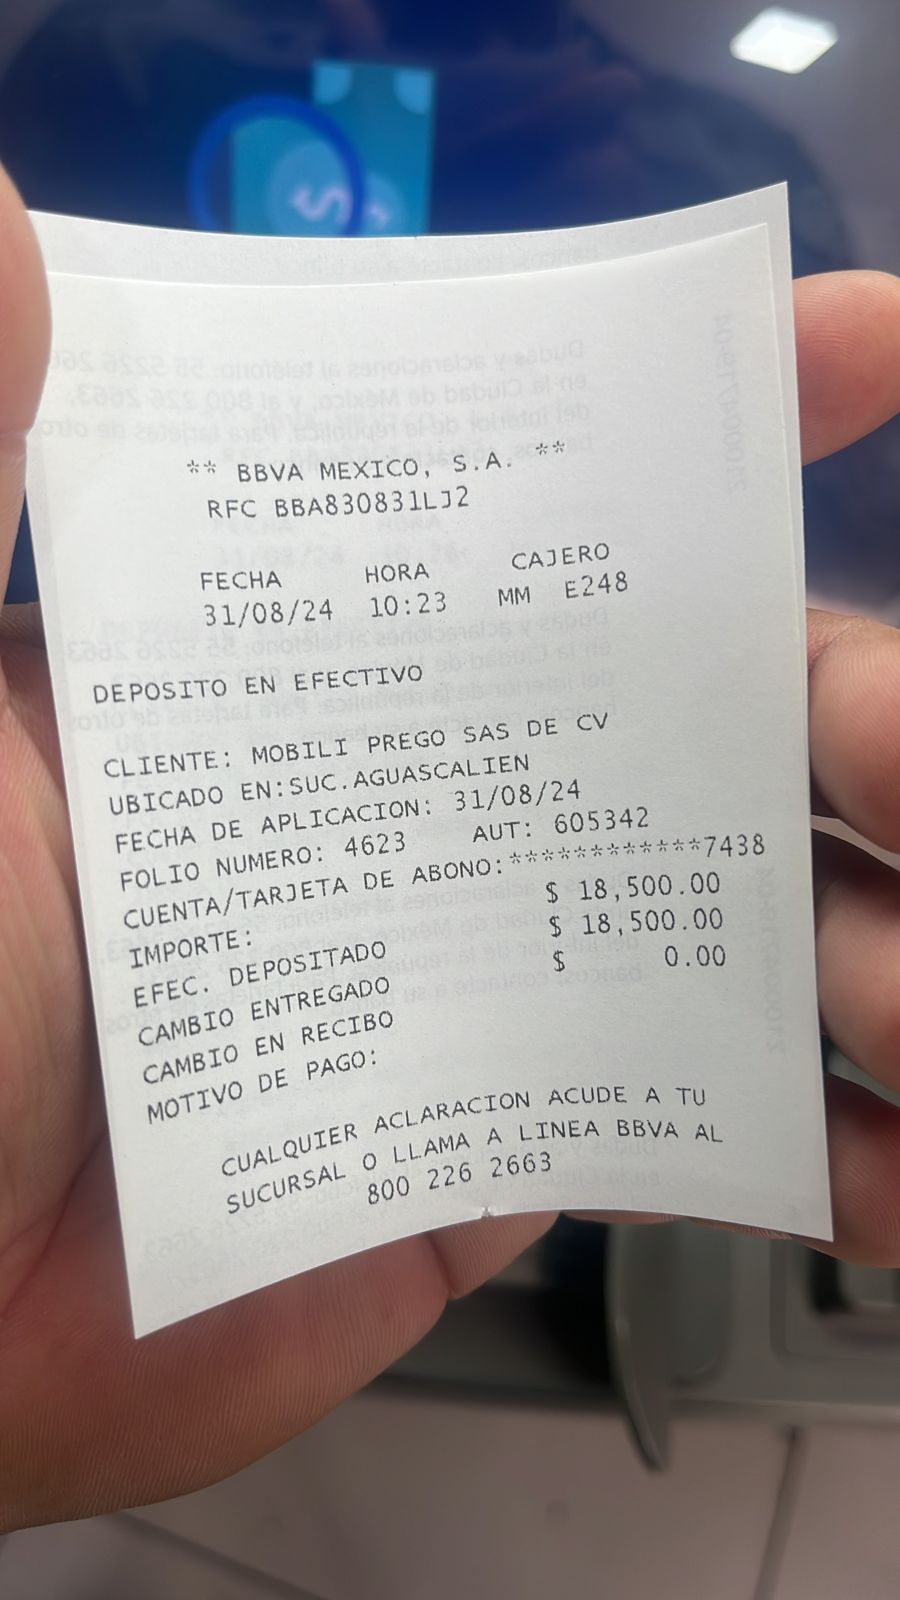 ** BBVA MEXICO, S.A. **
RFC BBA830831LJ2
FECHA HORA CAJERO
31/08/24 10:23 MM E248
DEPOSITO EN EFECTIVO
CLIENTE: MOBILI PREGO SAS DE CV
UBICADO EN:SUC.AGUASCALIEN
FECHA DE APLICACION: 31/08/24
FOLIO NUMERO: 4623 AUT: 605342
CUENTA/TARJETA DE ABONO:************7438
IMPORTE: $ 18,500.00
EFEC. DEPOSITADO $ 18,500.00
CAMBIO ENTREGADO $ 0.00
CAMBIO EN RECIBO
MOTIVO DE PAGO:
CUALQUIER ACLARACION ACUDE A TU
SUCURSAL O LLAMA A LINEA BBVA AL
800 226 2663